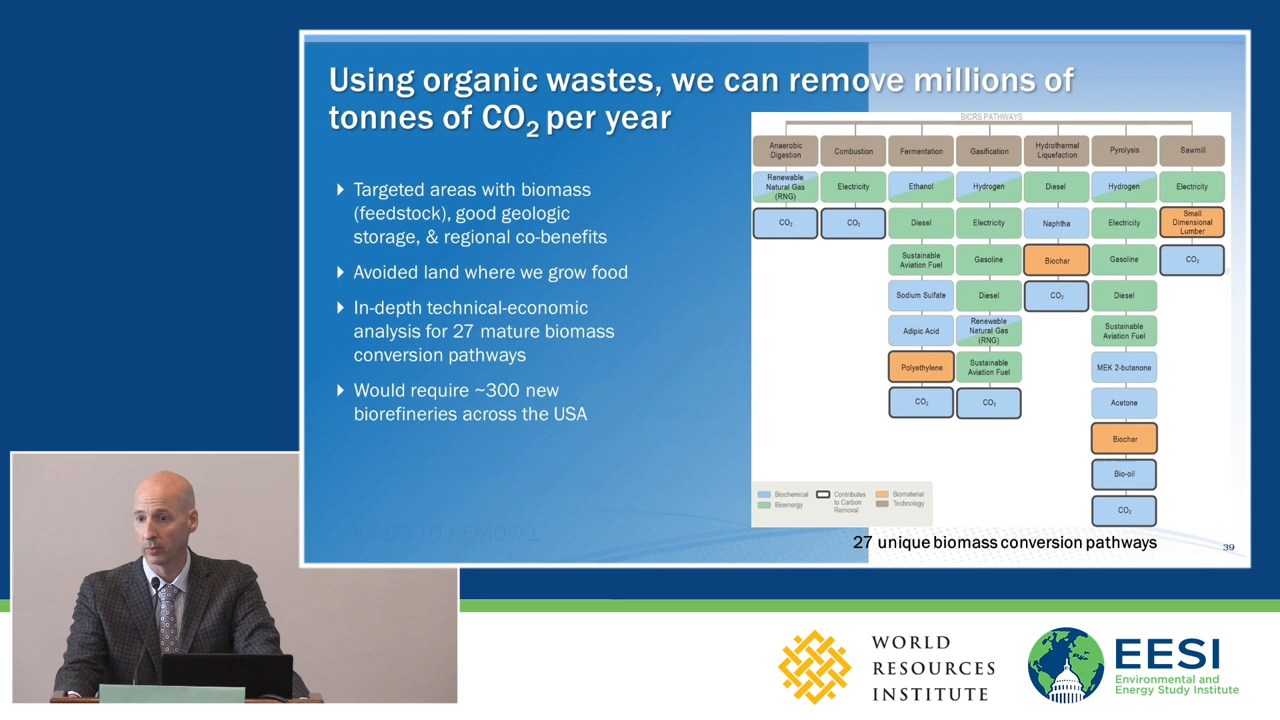 Using organic wastes, we can remove millions of
tonnes of CO₂ per year
Targeted areas with biomass
(feedstock), good geologic
storage, & regional co-benefits
Avoided land where we grow food
In-depth technical-economic
analysis for 27 mature biomass
conversion pathways
Would require ~300 new
biorefineries across the USA
BICRS PATHWAYS
Anaerobic
Digestion
Renewable
Natural Gas
(RNG)
CO₂
Combustion
Electricity
CO₂
Fermentation
Ethanol
Diesel
Sustainable
Aviation Fuel
Sodium Sulfate
Adipic Acid
Polyethylene
CO₂
Gasification
Hydrogen
Electricity
Gasoline
Diesel
Renewable
Natural Gas
(RNG)
Sustainable
Aviation Fuel
CO₂
Hydrothermal
Liquefaction
Diesel
Naphtha
Biochar
CO₂
Pyrolysis
Hydrogen
Electricity
Gasoline
Diesel
Sustainable
Aviation Fuel
MEK 2-butanone
Acetone
Biochar
Bio-oil
CO₂
Sawmill
Electricity
Small
Dimensional
Lumber
CO₂
Biochemical
Bioenergy
Contributes
to Carbon
Removal
Biomaterial
Technology
27 unique biomass conversion pathways
39
WORLD
RESOURCES
INSTITUTE
EESI
Environmental and
Energy Study Institute